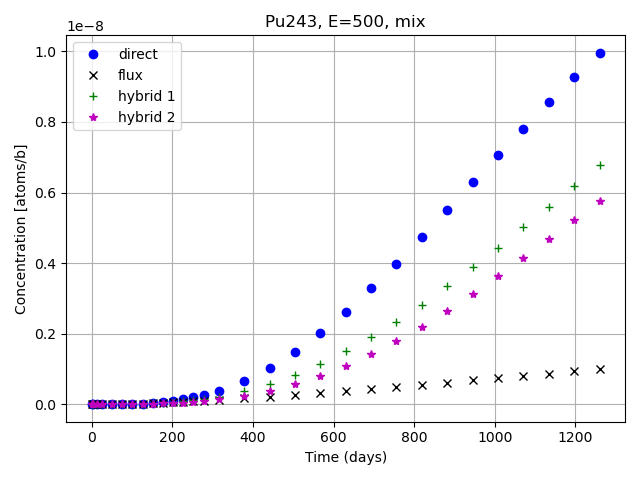 Pu243, E=500, mix
1e−8
direct
flux
hybrid 1
hybrid 2
Concentration [atoms/b]
1.0
0.8
0.6
0.4
0.2
0.0
0 200 400 600 800 1000 1200
Time (days)